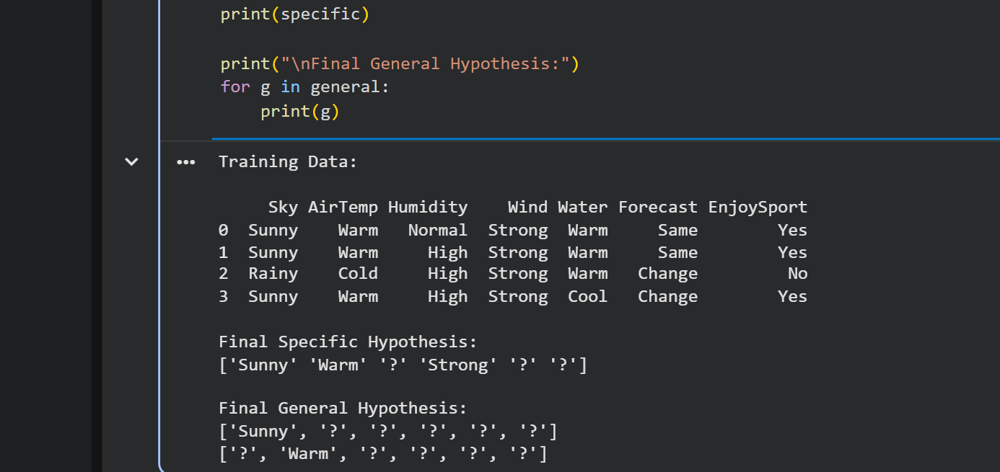 print(specific)
print("\nFinal General Hypothesis:")
for g in general:
    print(g)
Training Data:
     Sky AirTemp Humidity    Wind Water Forecast EnjoySport
0  Sunny    Warm   Normal  Strong  Warm     Same        Yes
1  Sunny    Warm     High  Strong  Warm     Same        Yes
2  Rainy    Cold     High  Strong  Warm   Change         No
3  Sunny    Warm     High  Strong  Cool   Change        Yes
Final Specific Hypothesis:
['Sunny' 'Warm' '?' 'Strong' '?' '?']
Final General Hypothesis:
['Sunny', '?', '?', '?', '?', '?']
['?', 'Warm', '?', '?', '?', '?']